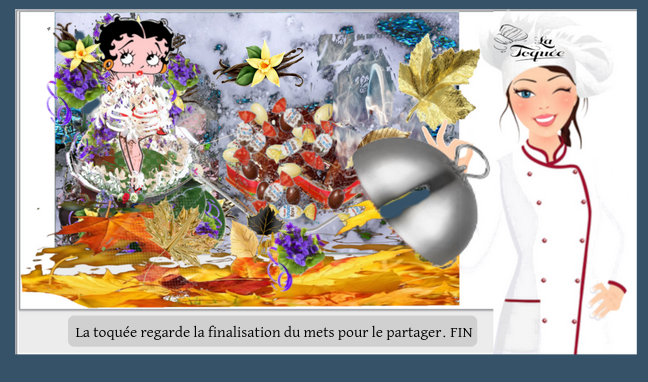 La
Toquée
La toquée regarde la finalisation du mets pour le partager. FIN